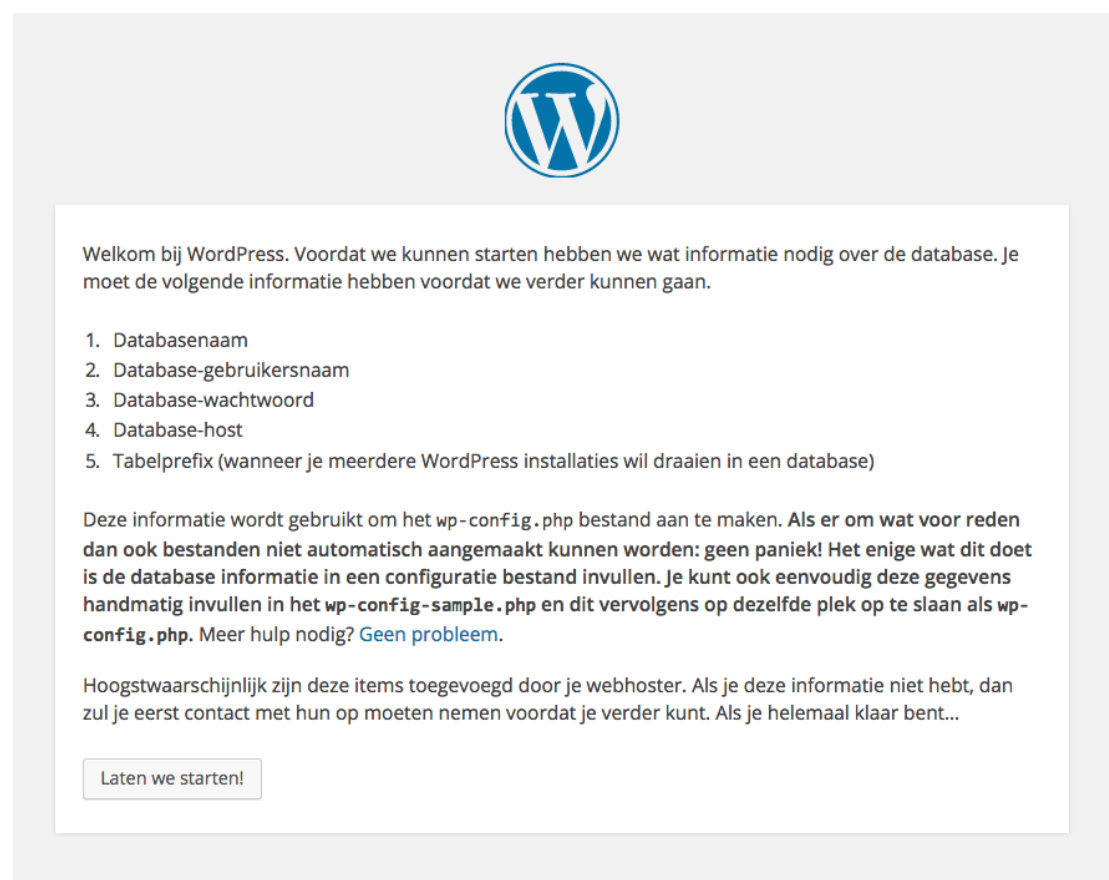 Welkom bij WordPress. Voordat we kunnen starten hebben we wat informatie nodig over de database. Je
moet de volgende informatie hebben voordat we verder kunnen gaan.
1. Databasenaam
2. Database-gebruikersnaam
3. Database-wachtwoord
4. Database-host
5. Tabelprefix (wanneer je meerdere WordPress installaties wil draaien in een database)
Deze informatie wordt gebruikt om het wp-config.php bestand aan te maken. Als er om wat voor reden
dan ook bestanden niet automatisch aangemaakt kunnen worden: geen paniek! Het enige wat dit doet
is de database informatie in een configuratie bestand invullen. Je kunt ook eenvoudig deze gegevens
handmatig invullen in het wp-config-sample.php en dit vervolgens op dezelfde plek op te slaan als wp-
config.php. Meer hulp nodig? Geen probleem.
Hoogstwaarschijnlijk zijn deze items toegevoegd door je webhoster. Als je deze informatie niet hebt, dan
zul je eerst contact met hun op moeten nemen voordat je verder kunt. Als je helemaal klaar bent...
Laten we starten!